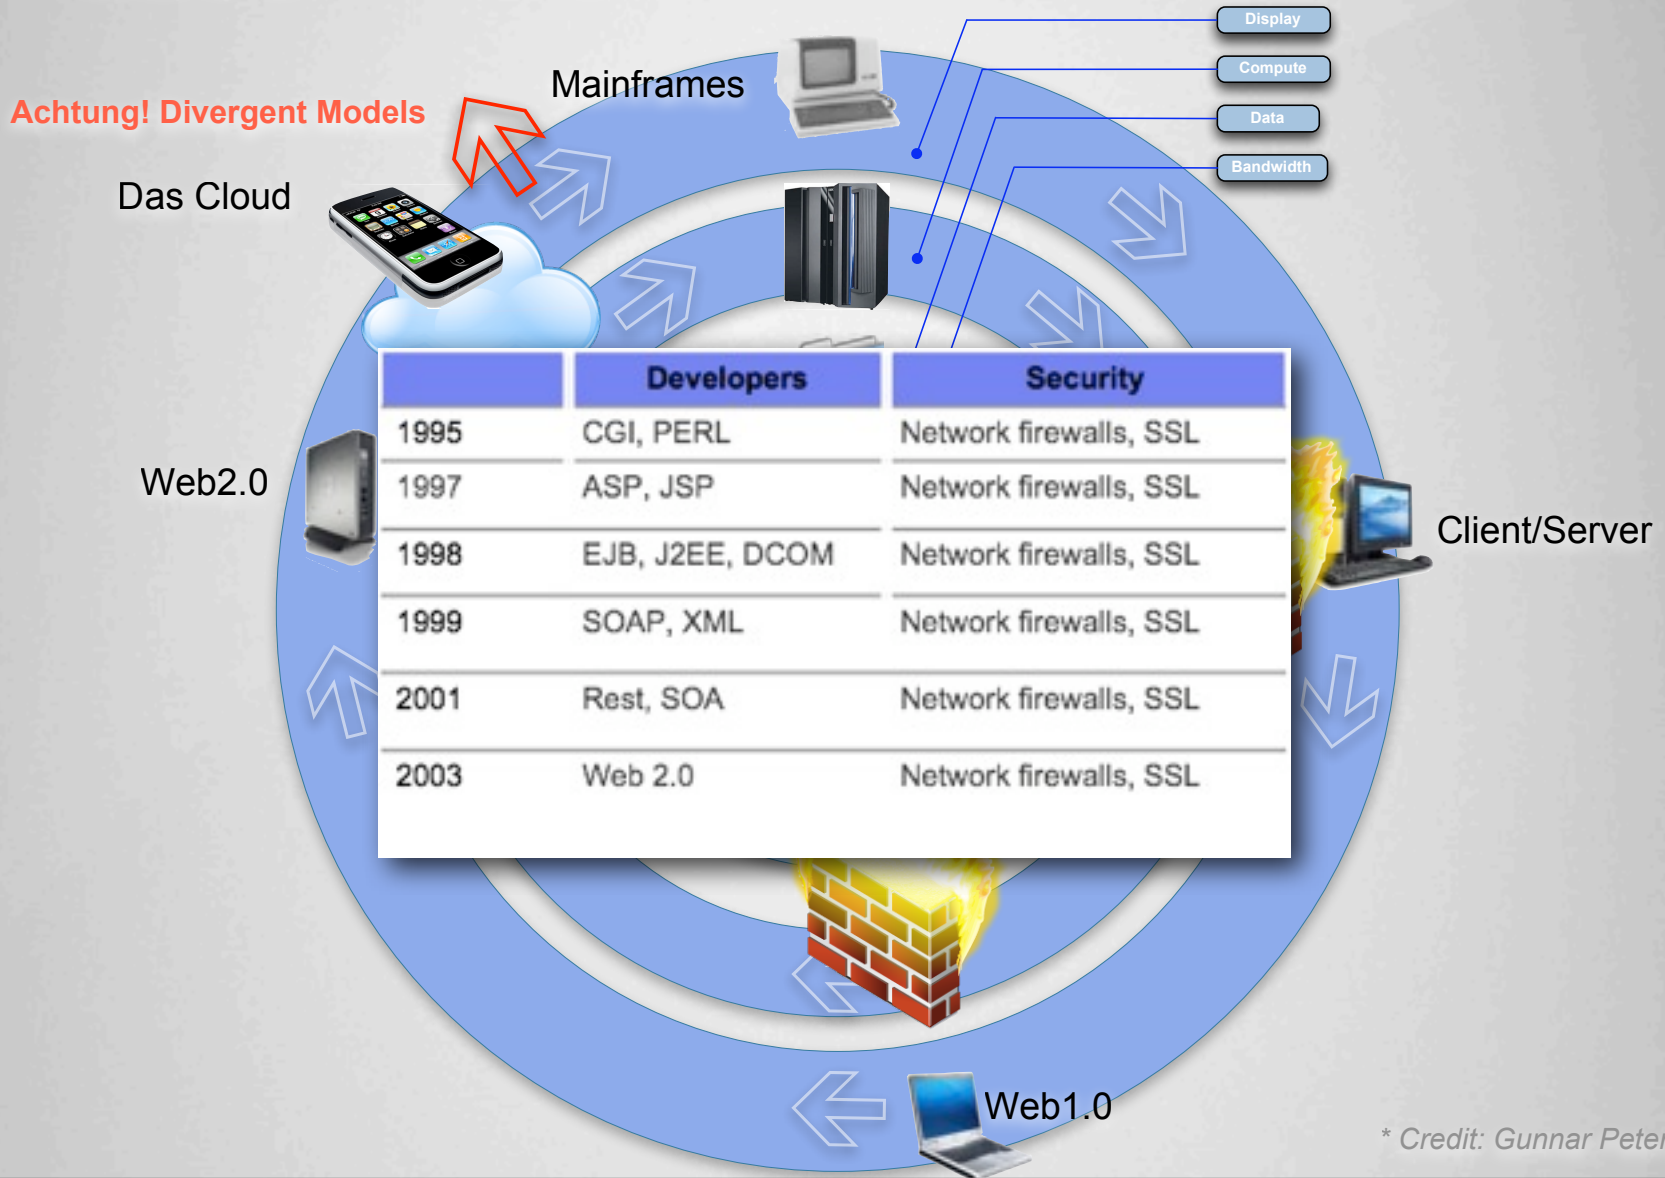 Display
Compute
Data
Bandwidth
Mainframes
Achtung! Divergent Models
Das Cloud
Developers Security
1995 CGI, PERL Network firewalls, SSL
1997 ASP, JSP Network firewalls, SSL
1998 EJB, J2EE, DCOM Network firewalls, SSL
1999 SOAP, XML Network firewalls, SSL
2001 Rest, SOA Network firewalls, SSL
2003 Web 2.0 Network firewalls, SSL
Web2.0
Client/Server
Web1.0
* Credit: Gunnar Peter